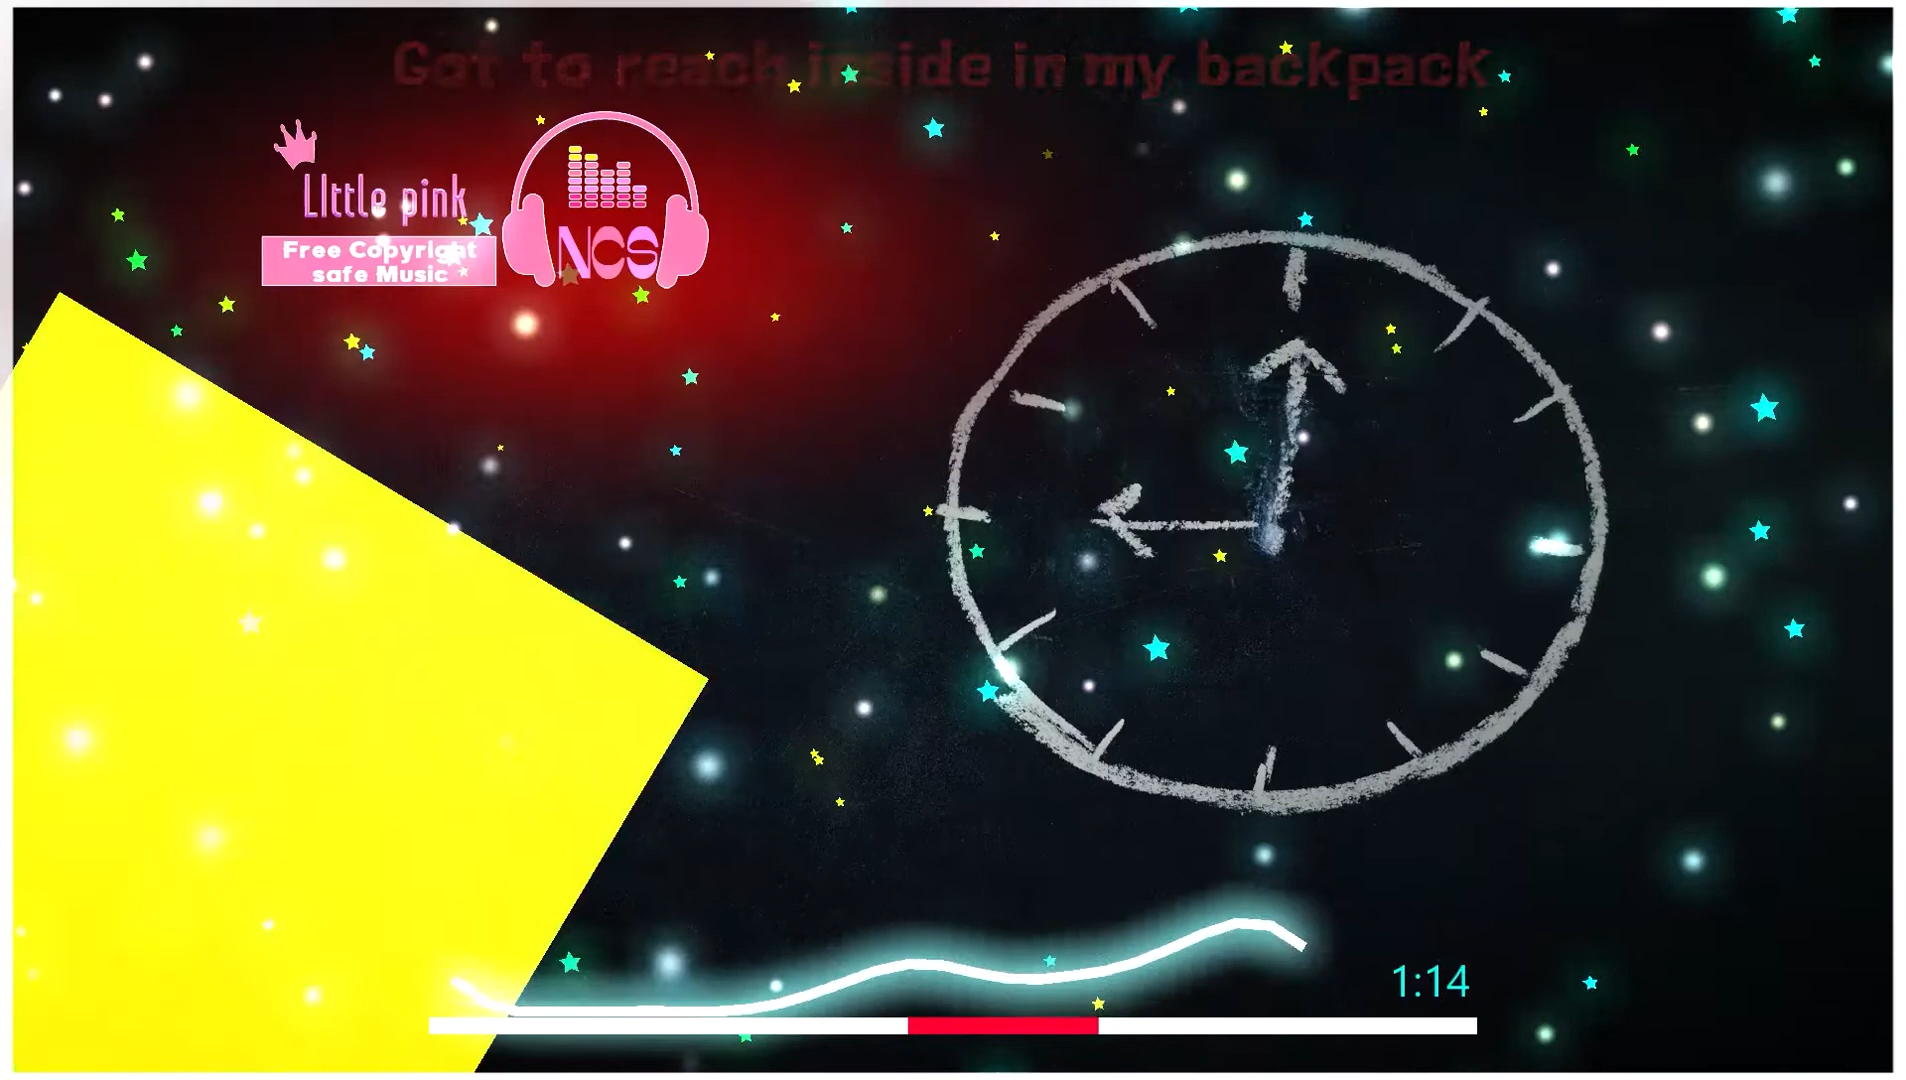 Got to reach inside in my backpack
LIttle pink
Free Copyright
safe Music
NCS
1:14